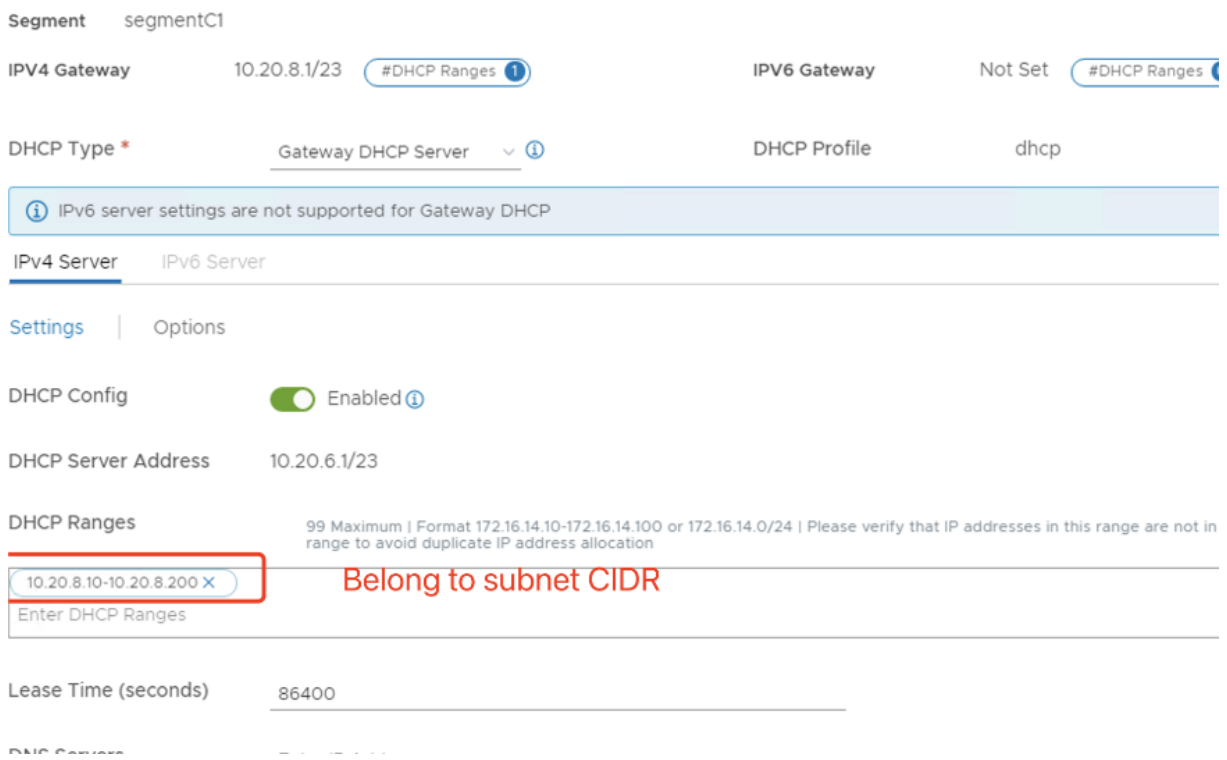 Segment segmentC1
IPV4 Gateway 10.20.8.1/23 #DHCP Ranges 1 IPV6 Gateway Not Set #DHCP Ranges
DHCP Type * Gateway DHCP Server DHCP Profile dhcp
IPv6 server settings are not supported for Gateway DHCP
IPv4 Server IPv6 Server
Settings Options
DHCP Config Enabled
DHCP Server Address 10.20.6.1/23
DHCP Ranges 99 Maximum | Format 172.16.14.10-172.16.14.100 or 172.16.14.0/24 | Please verify that IP addresses in this range are not in
range to avoid duplicate IP address allocation
10.20.8.10-10.20.8.200 Belong to subnet CIDR
Enter DHCP Ranges
Lease Time (seconds) 86400
DNS Servers